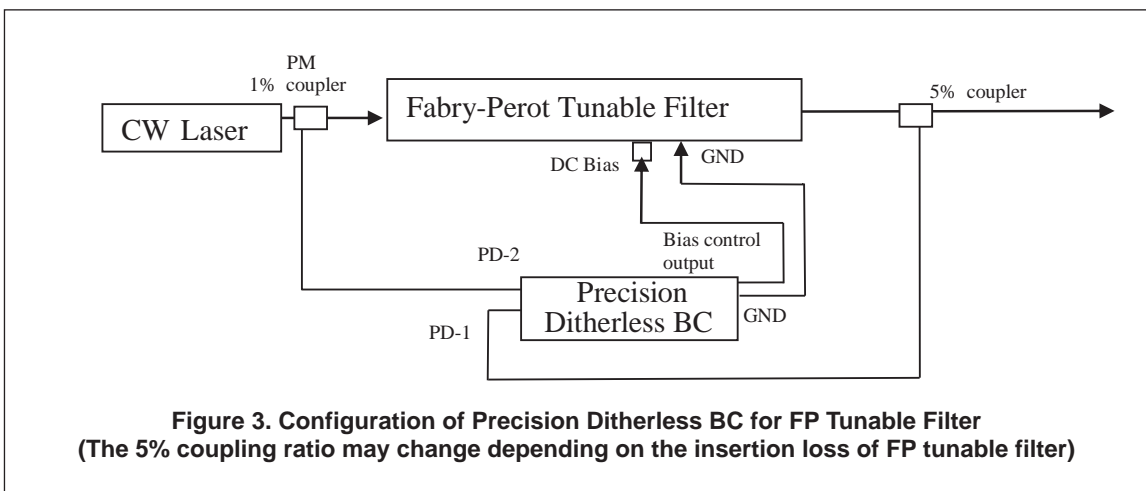 PM
1% coupler
5% coupler
Fabry-Perot Tunable Filter
CW Laser
DC Bias
GND
Bias control
output
PD-2
Precision
Ditherless BC
GND
PD-1
Figure 3. Configuration of Precision Ditherless BC for FP Tunable Filter
(The 5% coupling ratio may change depending on the insertion loss of FP tunable filter)